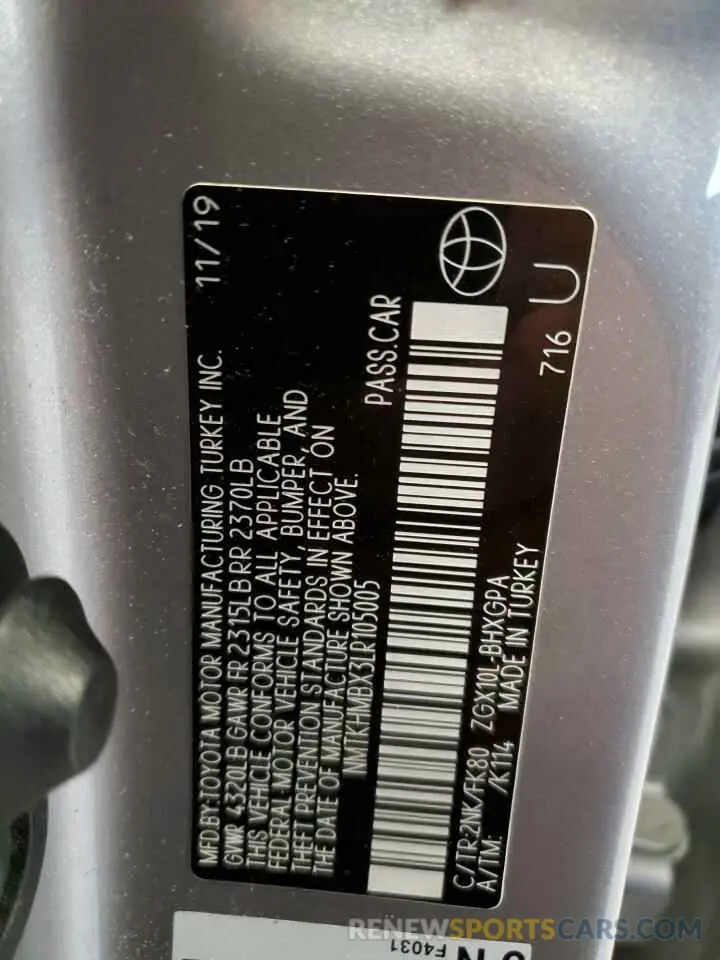 MFD.BY:TOYOTA MOTOR MANUFACTURING TURKEY INC. 11/19
GVWR 4320LB GAWR FR 2315LB RR 2370LB
THIS VEHICLE CONFORMS TO ALL APPLICABLE
FEDERAL MOTOR VEHICLE SAFETY, BUMPER, AND
THEFT PREVENTION STANDARDS IN EFFECT ON
THE DATE OF MANUFACTURE SHOWN ABOVE.
NMTKHMBX3LR105005 PASS.CAR
C/TR:2NK/FK80 ZGX10L-BHXGPA
A/TM: /K114 MADE IN TURKEY 716 U
F4031
RENEWSPORTSCARS.COM